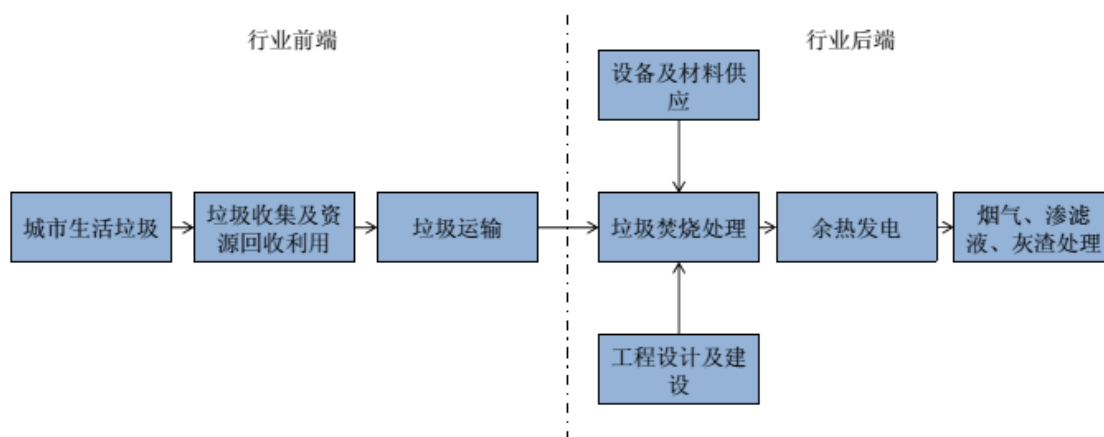 行业前端
行业后端
设备及材料供
应
城市生活垃圾
垃圾收集及资
源回收利用
垃圾运输
垃圾焚烧处理
余热发电
烟气、渗滤
液、灰渣处理
工程设计及建
设